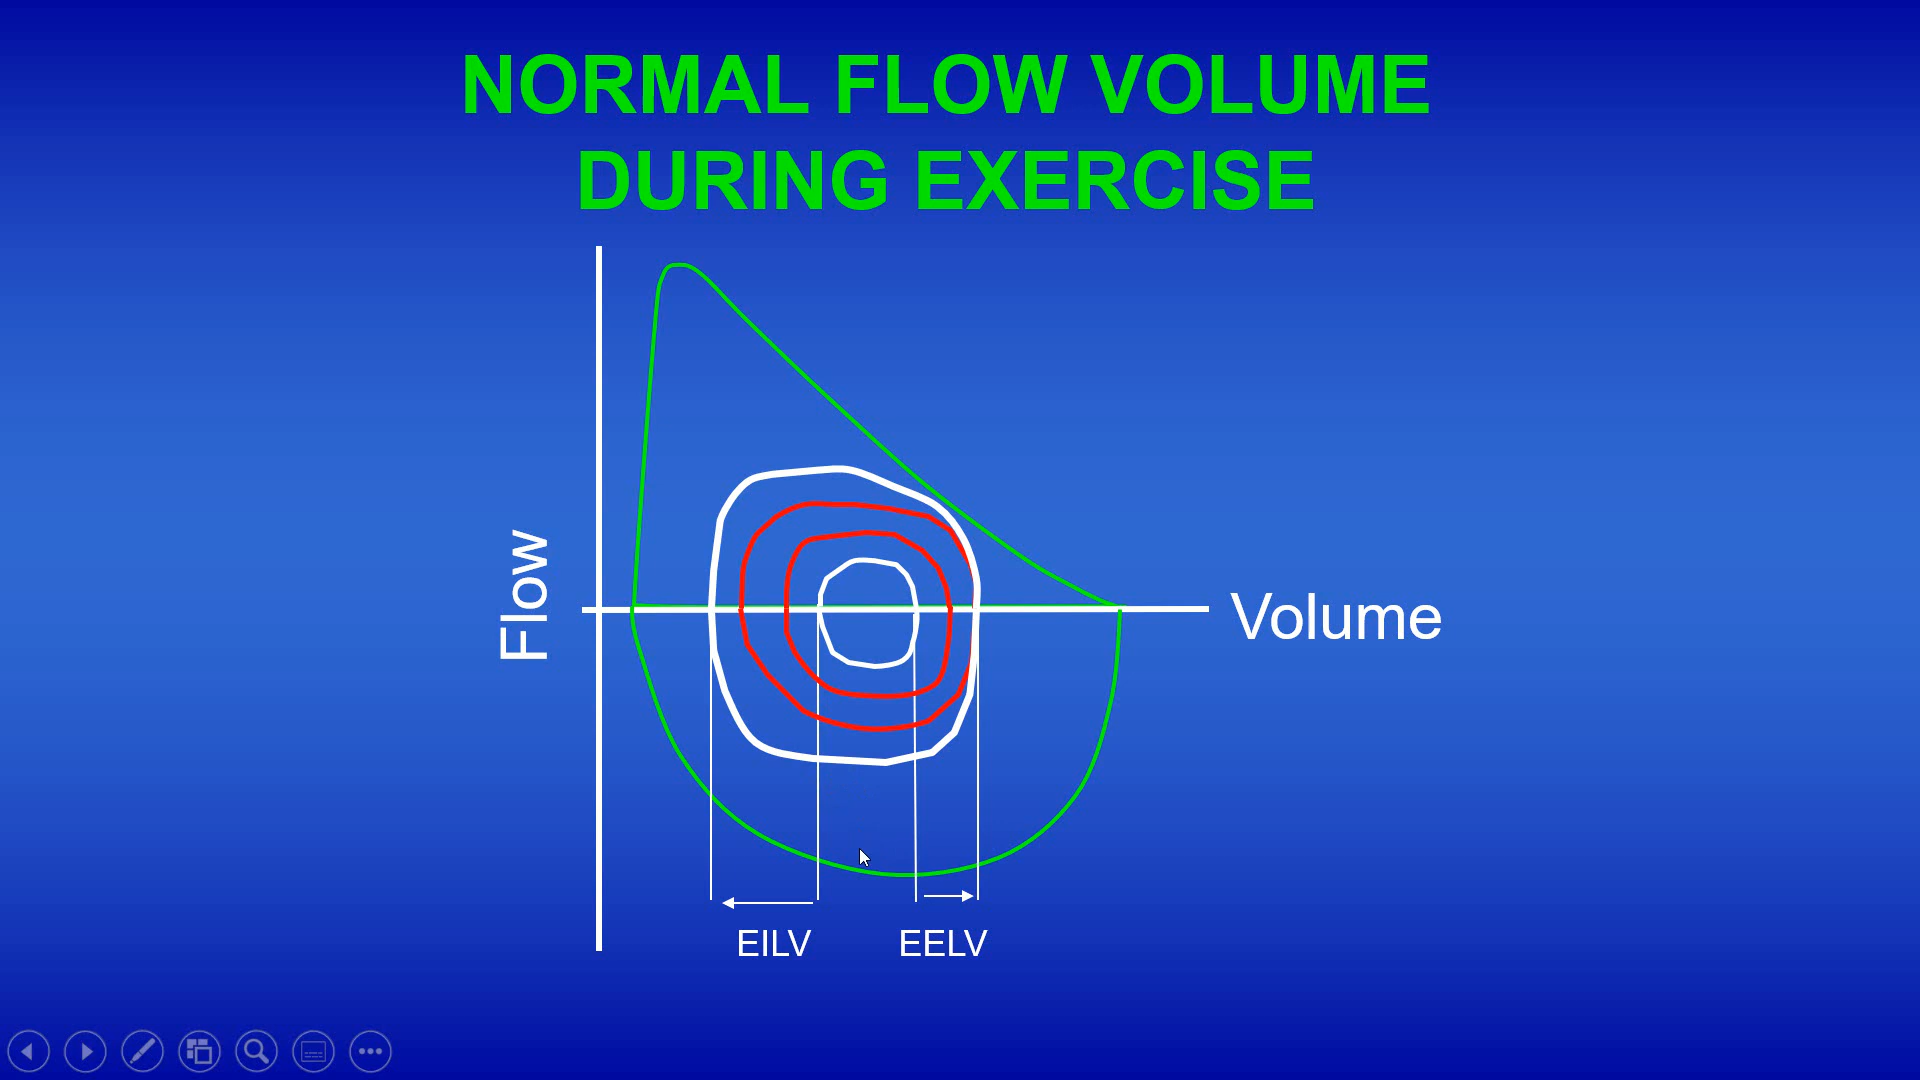 NORMAL FLOW VOLUME
DURING EXERCISE
Flow
Volume
EILV
EELV